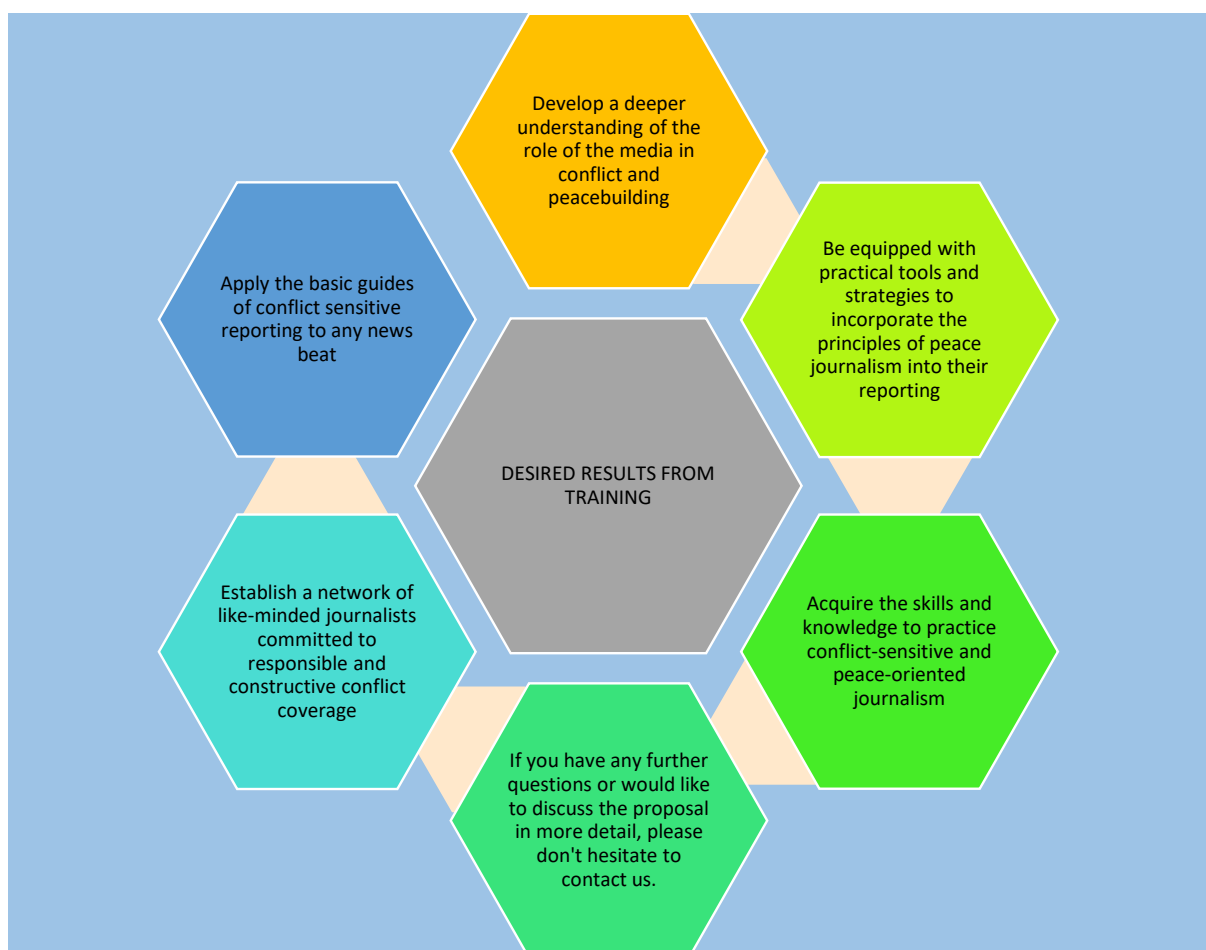 Develop a deeper
understanding of the
role of the media in
conflict and
peacebuilding
Be equipped with
practical tools and
strategies to
incorporate the
principles of peace
journalism into their
reporting
Acquire the skills and
knowledge to practice
conflict-sensitive and
peace-oriented
journalism
If you have any further
questions or would like
to discuss the proposal
in more detail, please
don't hesitate to
contact us.
Establish a network of
like-minded journalists
committed to
responsible and
constructive conflict
coverage
Apply the basic guides
of conflict sensitive
reporting to any news
beat
DESIRED RESULTS FROM
TRAINING